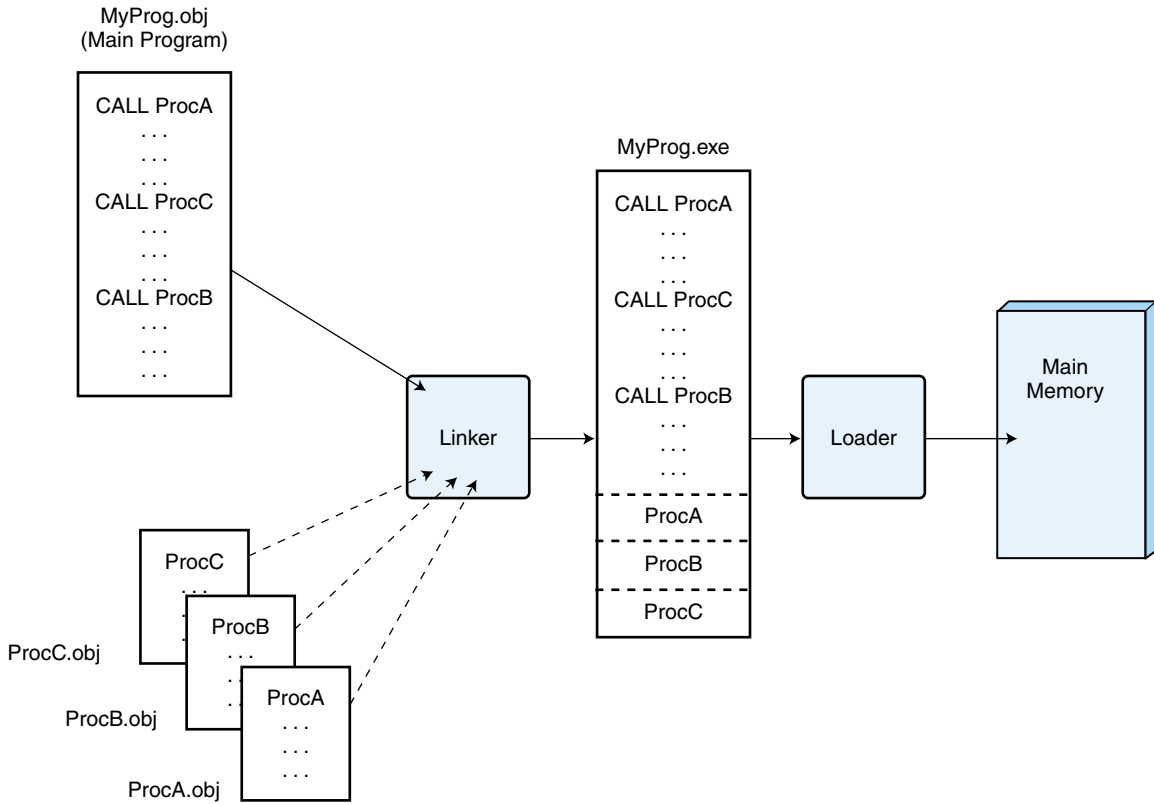 MyProg.obj
(Main Program)
CALL ProcA
. . .
. . .
. . .
CALL ProcC
. . .
. . .
. . .
CALL ProcB
. . .
. . .
. . .
MyProg.exe
CALL ProcA
. . .
. . .
. . .
CALL ProcC
. . .
. . .
. . .
CALL ProcB
. . .
. . .
. . .
ProcA
ProcB
ProcC
Linker
Loader
Main
Memory
ProcC
. . .
.
.
ProcC.obj
ProcB
. . .
. .
. .
ProcB.obj
ProcA
. . .
. . .
. . .
ProcA.obj